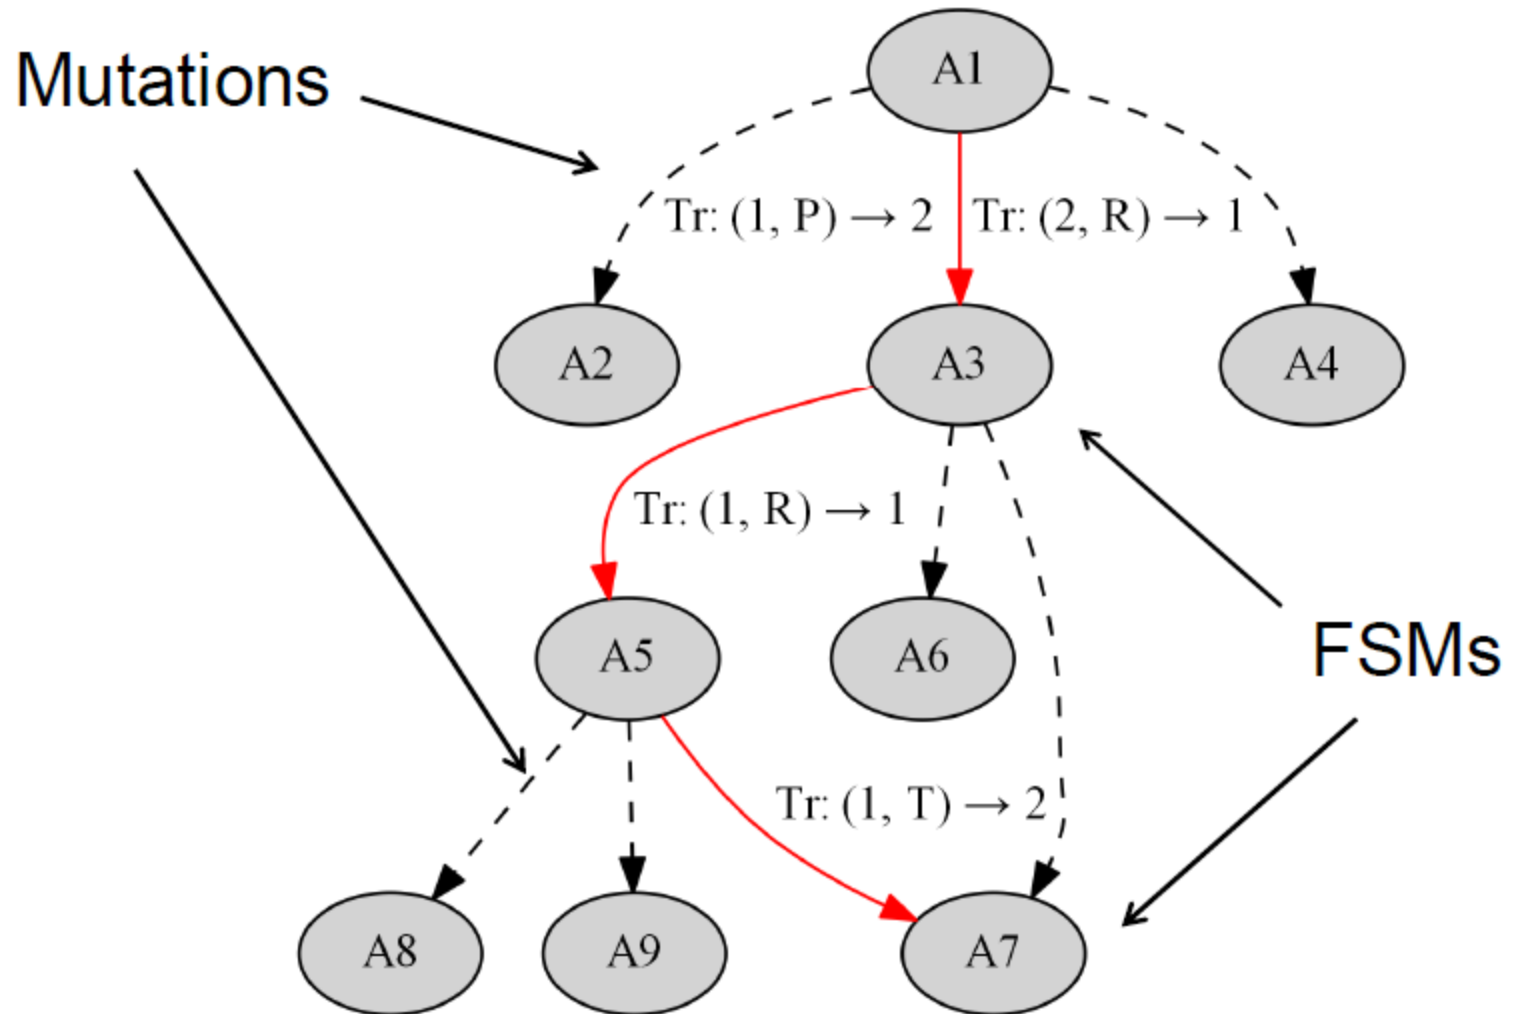 A1
Mutations
Tr: (1, P) → 2
Tr: (2, R) → 1
A2
A3
A4
Tr: (1, R) → 1
A5
A6
FSMs
Tr: (1, T) → 2
A8
A9
A7